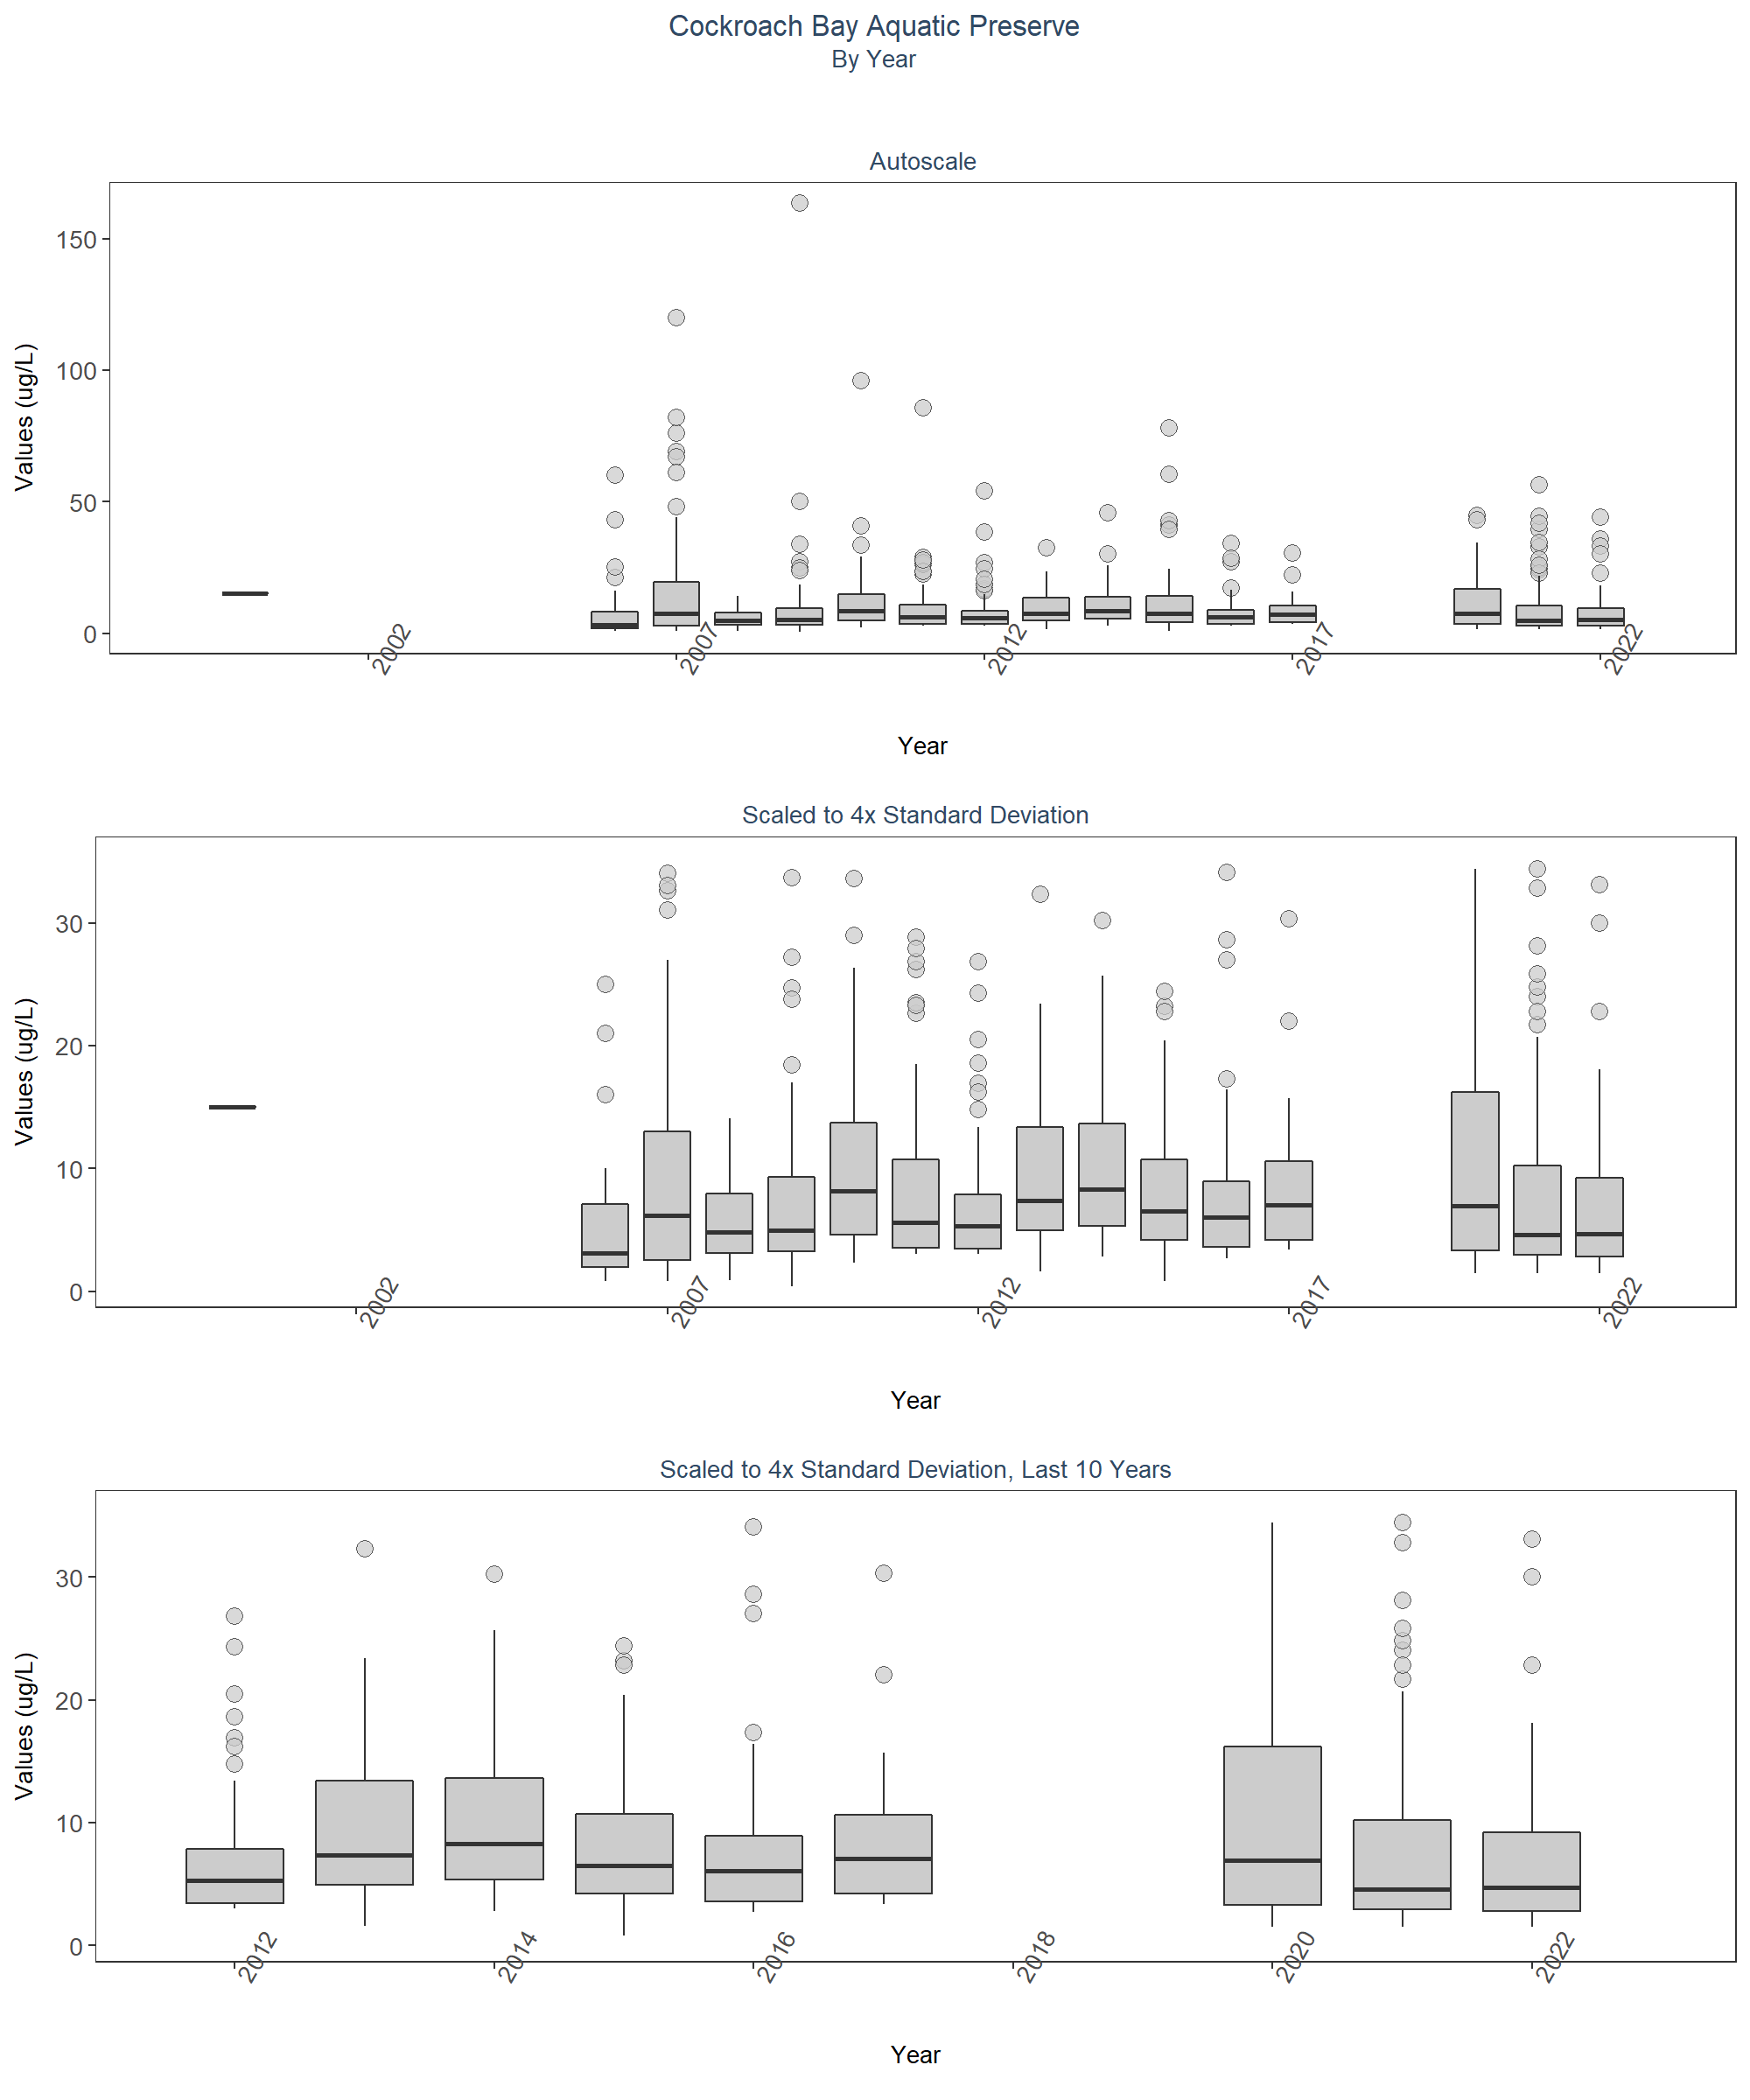 Cockroach Bay Aquatic Preserve
By Year
Autoscale
Values (ug/L)
150
100
50
0
2002
2007
2012
2017
2022
Year
Scaled to 4x Standard Deviation
Values (ug/L)
30
20
10
0
2002
2007
2012
2017
2022
Year
Scaled to 4x Standard Deviation, Last 10 Years
Values (ug/L)
30
20
10
0
2012
2014
2016
2018
2020
2022
Year